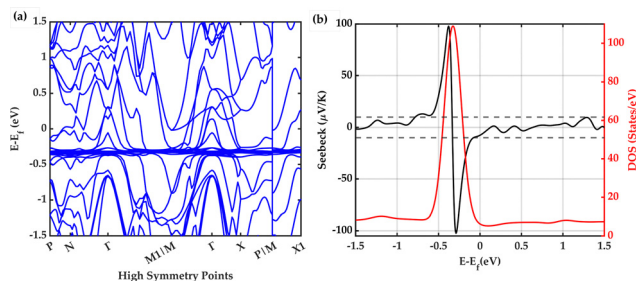 (a)
1.5
1
0.5
0
-0.5
-1
-1.5
E-Ef (eV)
P N Γ M1|M Γ X P|M X1
High Symmetry Points
(b)
100
50
0
-50
-100
Seebeck (μV/K)
-1.5 -1 -0.5 0 0.5 1 1.5
E-Ef(eV)
100
80
60
40
20
0
DOS (States/eV)